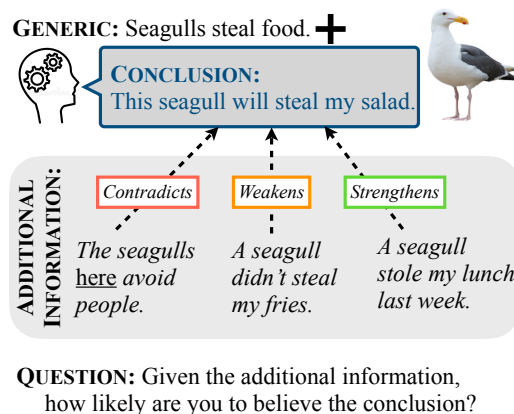 GENERIC: Seagulls steal food. +
CONCLUSION:
This seagull will steal my salad.
Contradicts Weakens Strengthens
ADDITIONAL
INFORMATION:
The seagulls
here avoid
people.
A seagull
didn't steal
my fries.
A seagull
stole my lunch
last week.
QUESTION: Given the additional information,
how likely are you to believe the conclusion?